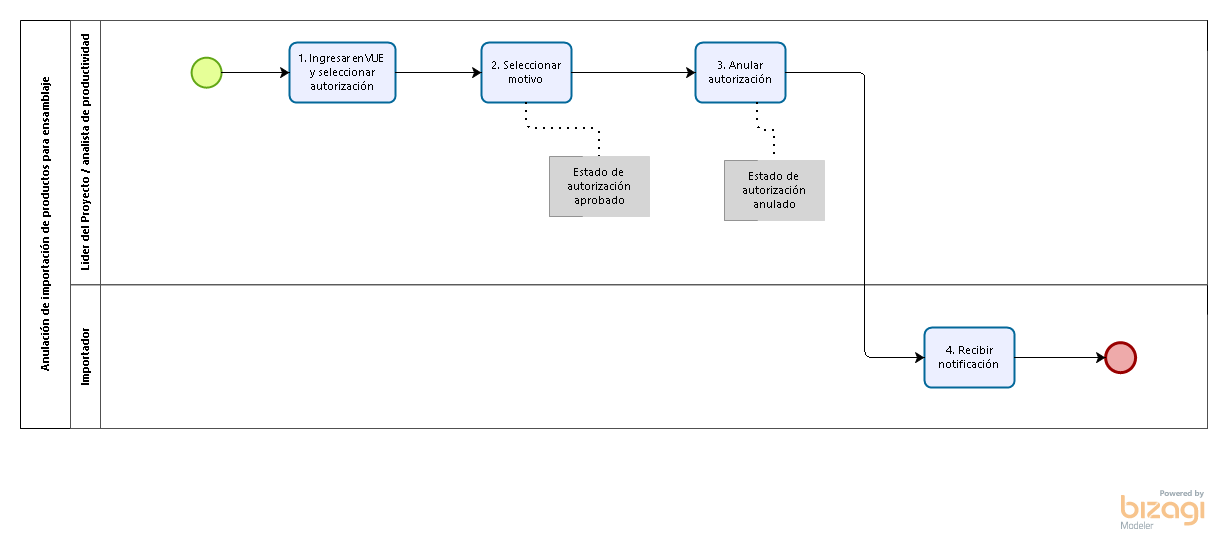 Anulación de importación de productos para ensamblaje
Lider del Proyecto / analista de productividad
1. Ingresar en VUE
y seleccionar
autorización
2. Seleccionar
motivo
3. Anular
autorización
Estado de
autorización
aprobado
Estado de
autorización
anulado
Importador
4. Recibir
notificación
Powered by
bizagi
Modeler